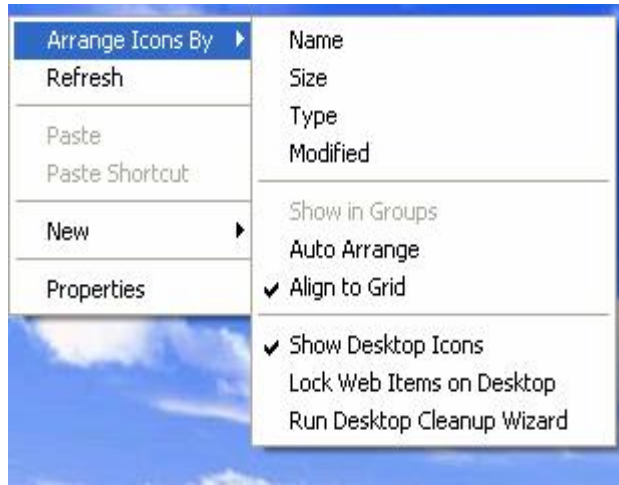 Arrange Icons By
Refresh
Paste
Paste Shortcut
New
Properties
Name
Size
Type
Modified
Show in Groups
Auto Arrange
Align to Grid
Show Desktop Icons
Lock Web Items on Desktop
Run Desktop Cleanup Wizard